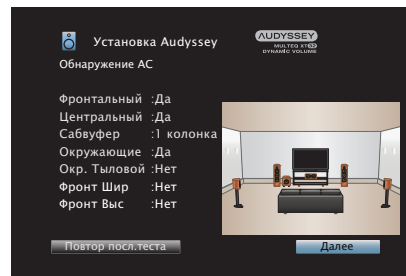 Установка Audyssey
AUDYSSEY
MULTEQ XT32
DYNAMIC VOLUME
Обнаружение АС
Фронтальный :Да
Центральный :Да
Сабвуфер :1 колонка
Окружающие :Да
Окр. Тыловой :Нет
Фронт Шир :Нет
Фронт Выс :Нет
Повтор посл.теста
Далее